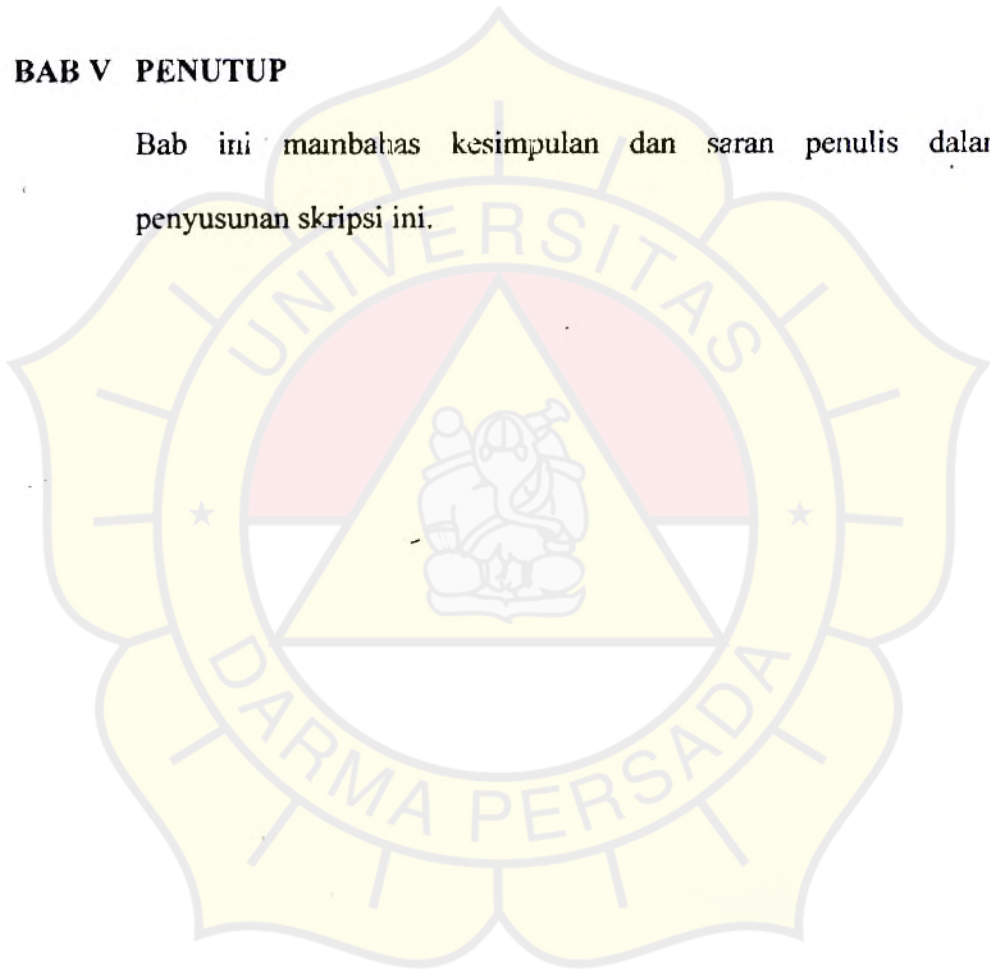 BAB V PENUTUP
Bab ini mambahas kesimpulan dan saran penulis dalar
penyusunan skripsi ini.
UNIVERSITAS
DARMA PERSADA